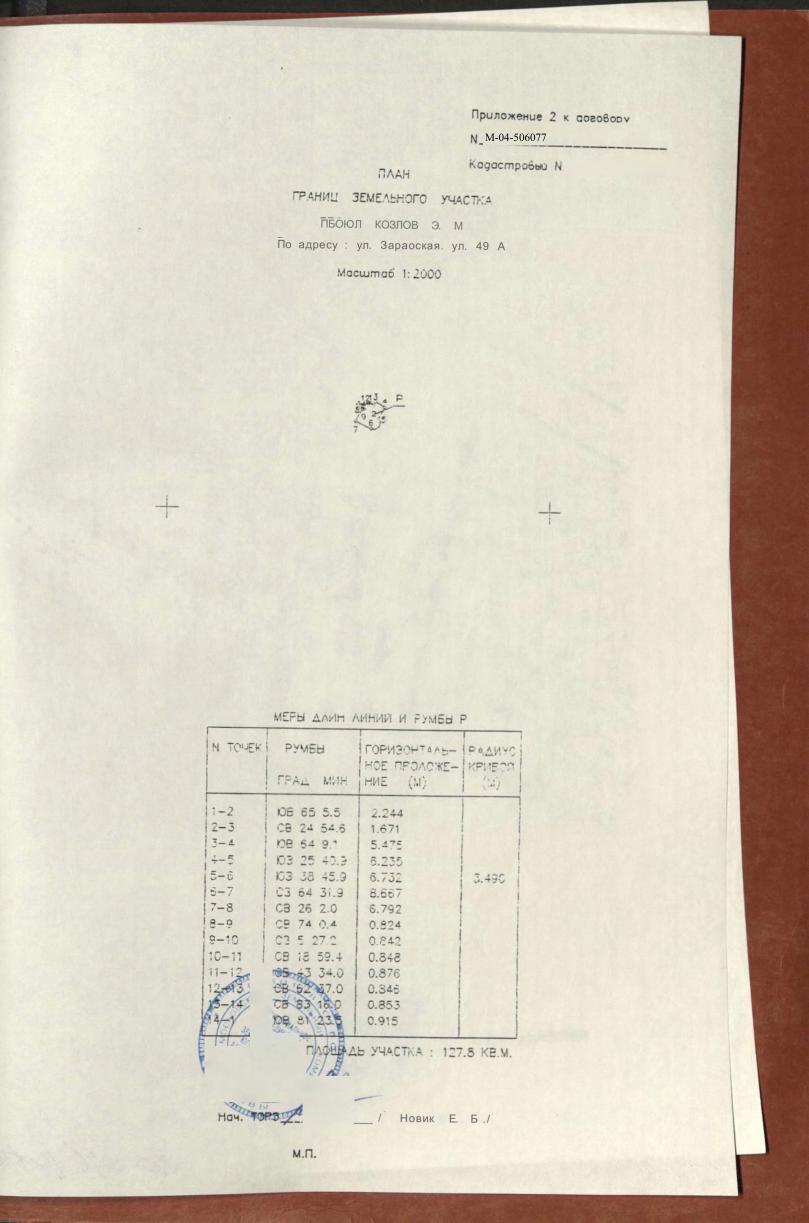 Приложение 2 к договору
N М-04-506077
Кадастровый N
ПЛАН
ГРАНИЦ ЗЕМЕЛЬНОГО УЧАСТКА
ПБОЮЛ КОЗЛОВ Э. М
По адресу : ул. Зараоская. ул. 49 А
Масштаб 1:2000
Р
МЕРЫ ДЛИН ЛИНИЙ И РУМБЫ Р
N ТОЧЕК РУМБЫ ГОРИЗОНТАЛЬ– РАДИУС
НОЕ ПРОЛОЖЕ– КРИВОЙ
ГРАД МИН НИЕ (М) (М)
1–2 ЮВ 65 5.5 2.244
2–3 СВ 24 54.6 1.671
3–4 ЮВ 64 9.1 5.475
4–5 ЮЗ 25 40.9 6.235
5–6 ЮЗ 38 45.9 6.732 3.490
6–7 СЗ 64 31.9 8.667
7–8 СВ 26 2.0 6.792
8–9 СВ 74 0.4 0.824
9–10 СЗ 5 27.2 0.842
10–11 СВ 18 59.4 0.848
11–12 43 34.0 0.876
12–13 СВ 62 37.0 0.846
13–14 СВ 83 18.0 0.853
14–1 ЮВ 81 23.5 0.915
ПЛОЩАДЬ УЧАСТКА : 127.8 КВ.М.
Нач. ТОРЗ / Новик Е. Б ./
М.П.